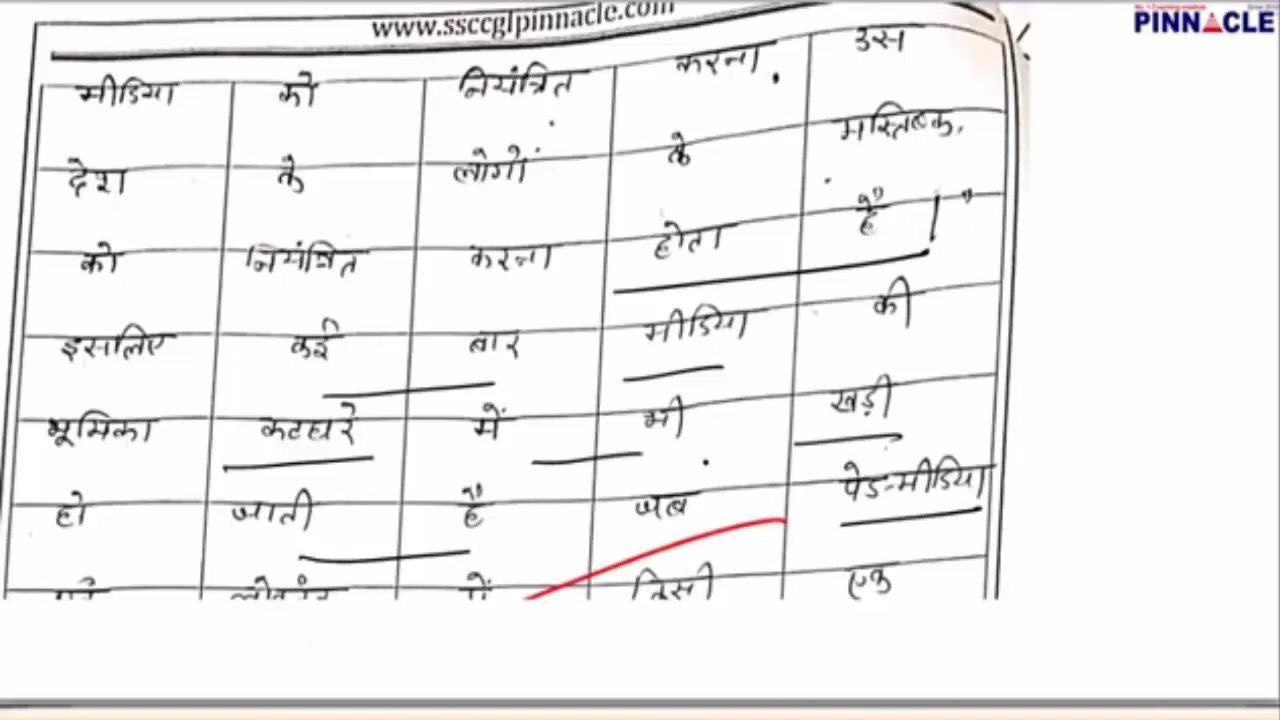 www.ssccglpinnacle.com
PINNACLE
मीडिया को नियंत्रित करना उस
देश के लोगों के मस्तिष्क
को नियंत्रित करना होता है ।"
इसलिए कई बार मीडिया की
भूमिका कटघरे में भी खड़ी
हो जाती है जब पेड-मीडिया
में किसी एक